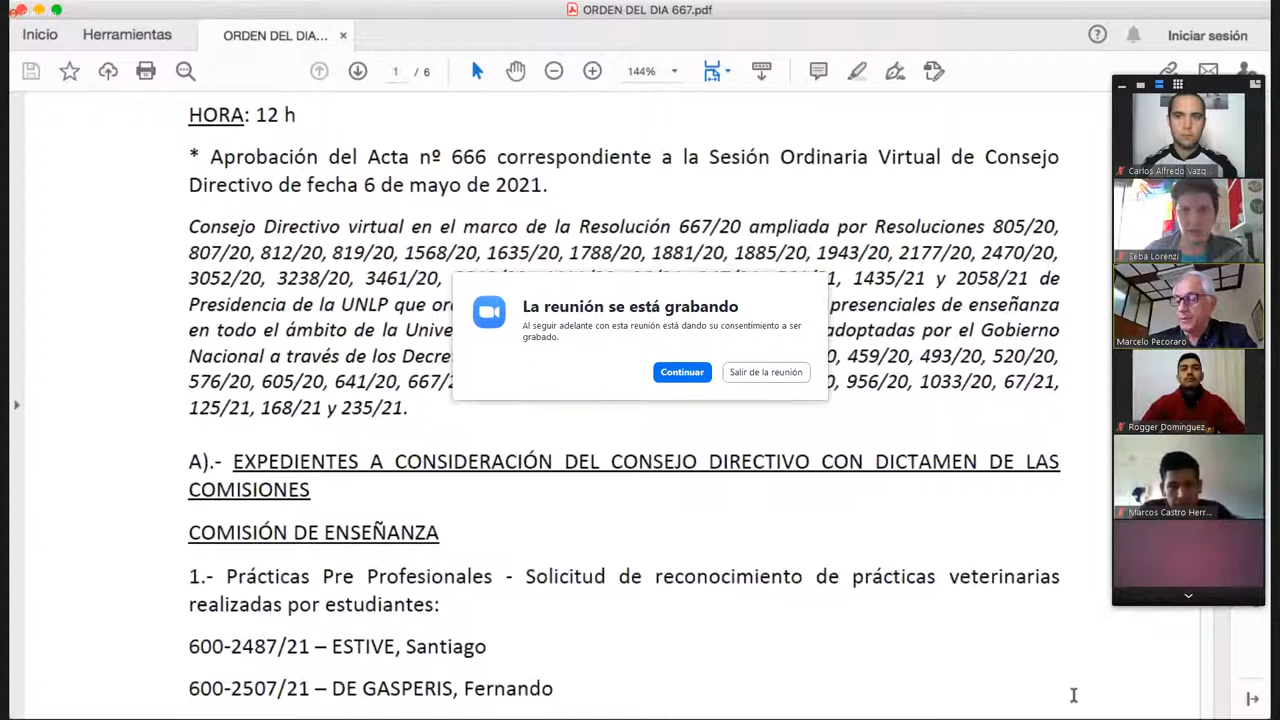 ORDEN DEL DIA 667.pdf
Inicio
Herramientas
ORDEN DEL DIA...
Iniciar sesión
1 / 6
144%
HORA: 12 h
* Aprobación del Acta nº 666 correspondiente a la Sesión Ordinaria Virtual de Consejo
Directivo de fecha 6 de mayo de 2021.
Consejo Directivo virtual en el marco de la Resolución 667/20 ampliada por Resoluciones 805/20,
807/20, 812/20, 819/20, 1568/20, 1635/20, 1788/20, 1881/20, 1885/20, 1943/20, 2177/20, 2470/20,
3052/20, 3238/20, 3461/20, 1435/21 y 2058/21 de
Presidencia de la UNLP que presenciales de enseñanza
en todo el ámbito de la adoptadas por el Gobierno
Nacional a través de los 459/20, 493/20, 520/20,
576/20, 605/20, 641/20, 956/20, 1033/20, 67/21,
125/21, 168/21 y 235/21.
La reunión se está grabando
Al seguir adelante con esta reunión está dando su consentimiento a ser
grabado.
Continuar
Salir de la reunión
A).- EXPEDIENTES A CONSIDERACIÓN DEL CONSEJO DIRECTIVO CON DICTAMEN DE LAS
COMISIONES
COMISIÓN DE ENSEÑANZA
1.- Prácticas Pre Profesionales - Solicitud de reconocimiento de prácticas veterinarias
realizadas por estudiantes:
600-2487/21 – ESTIVE, Santiago
600-2507/21 – DE GASPERIS, Fernando
Carlos Alfredo Vazq...
Seba Lorenzi
Marcelo Pecoraro
Rogger Dominguez
Marcos Castro Herr...